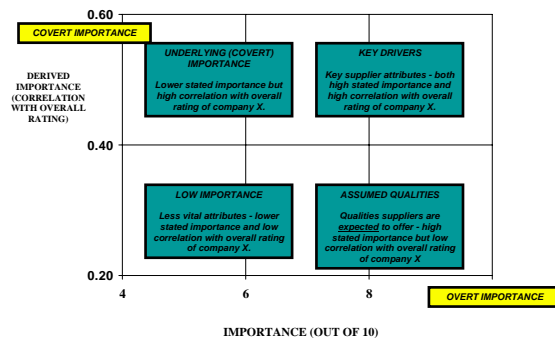 0.60
COVERT IMPORTANCE
UNDERLYING (COVERT)
IMPORTANCE
Lower stated importance but
high correlation with overall
rating of company X.
KEY DRIVERS
Key supplier attributes - both
high stated importance and
high correlation with overall
rating of company X.
DERIVED
IMPORTANCE
(CORRELATION
WITH OVERALL
RATING)
0.40
LOW IMPORTANCE
Less vital attributes - lower
stated importance and low
correlation with overall rating
of company X.
ASSUMED QUALITIES
Qualities suppliers are
expected to offer - high
stated importance but low
correlation with overall rating
of company X
0.20
4
6
8
OVERT IMPORTANCE
IMPORTANCE (OUT OF 10)